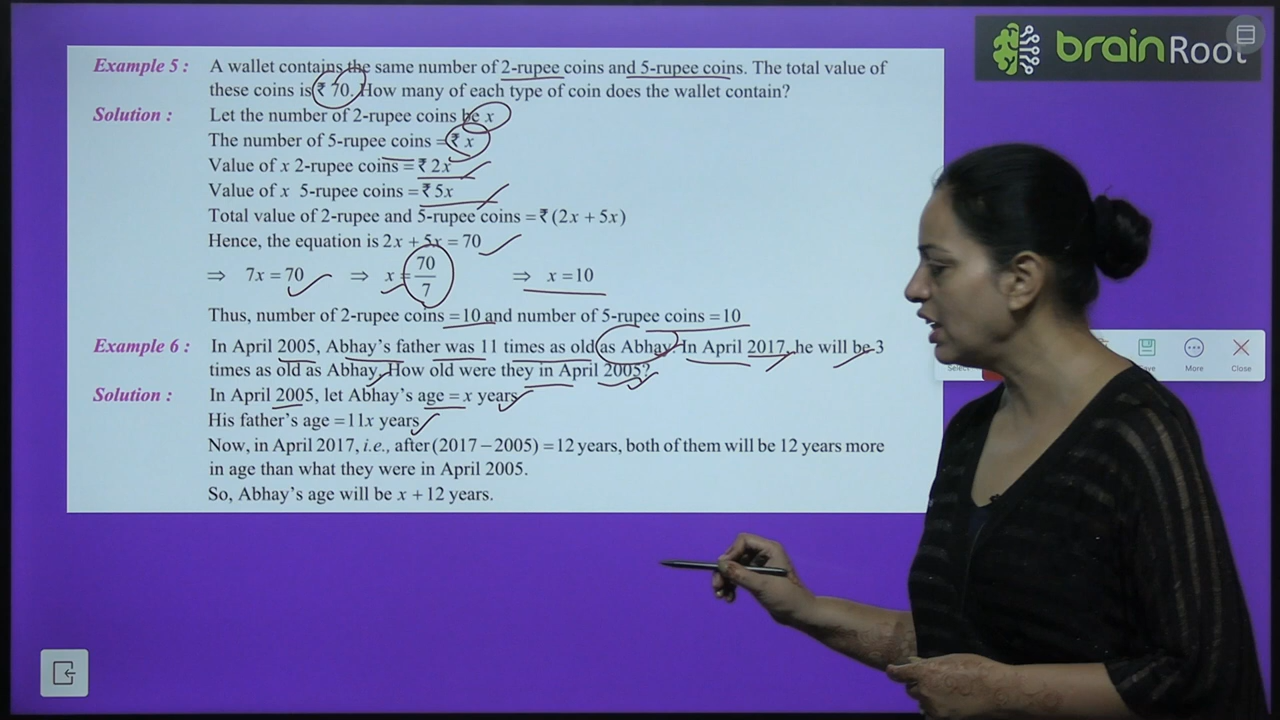 brainRoot
Example 5 : A wallet contains the same number of 2-rupee coins and 5-rupee coins. The total value of
these coins is ₹ 70. How many of each type of coin does the wallet contain?
Solution : Let the number of 2-rupee coins be x
The number of 5-rupee coins = ₹ x
Value of x 2-rupee coins = ₹ 2x
Value of x 5-rupee coins = ₹ 5x
Total value of 2-rupee and 5-rupee coins = ₹ (2x + 5x)
Hence, the equation is 2x + 5x = 70
⇒ 7x = 70 ⇒ x = 70/7 ⇒ x = 10
Thus, number of 2-rupee coins = 10 and number of 5-rupee coins = 10
Example 6 : In April 2005, Abhay's father was 11 times as old as Abhay. In April 2017, he will be 3
times as old as Abhay. How old were they in April 2005?
Solution : In April 2005, let Abhay's age = x years
His father's age = 11x years
Now, in April 2017, i.e., after (2017 − 2005) = 12 years, both of them will be 12 years more
in age than what they were in April 2005.
So, Abhay's age will be x + 12 years.
More
Close